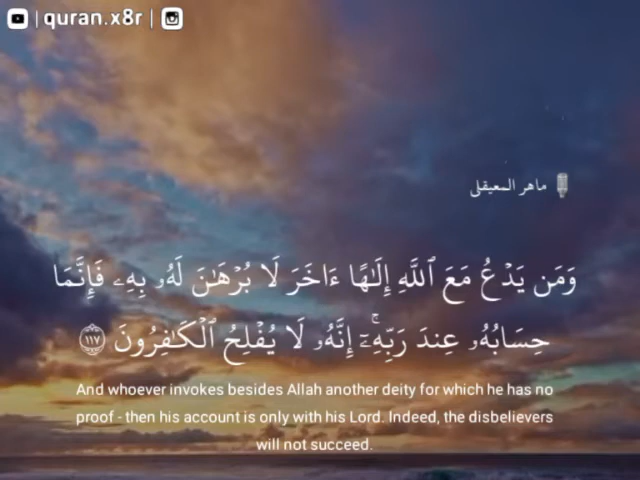 | quran.x8r |
ماهر المعيقلي
وَمَن يَدۡعُ مَعَ ٱللَّهِ إِلَٰهًا ءَاخَرَ لَا بُرۡهَٰنَ لَهُۥ بِهِۦ فَإِنَّمَا
حِسَابُهُۥ عِندَ رَبِّهِۦٓۚ إِنَّهُۥ لَا يُفۡلِحُ ٱلۡكَٰفِرُونَ ١١٧
And whoever invokes besides Allah another deity for which he has no
proof - then his account is only with his Lord. Indeed, the disbelievers
will not succeed.